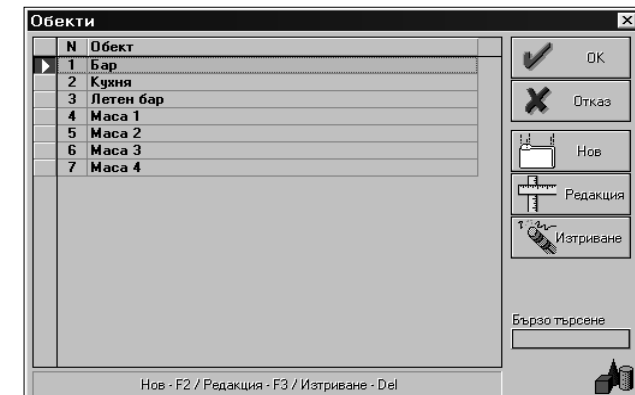 Обекти
N Обект
1 Бар
2 Кухня
3 Летен бар
4 Маса 1
5 Маса 2
6 Маса 3
7 Маса 4
OK
Отказ
Нов
Редакция
Изтриване
Бързо търсене
Нов - F2 / Редакция - F3 / Изтриване - Del